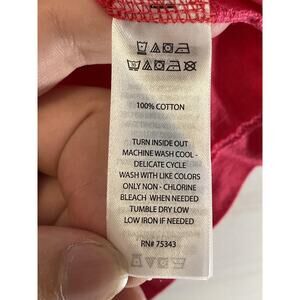 100% COTTON
TURN INSIDE OUT
MACHINE WASH COOL -
DELICATE CYCLE
WASH WITH LIKE COLORS
ONLY NON - CHLORINE
BLEACH WHEN NEEDED
TUMBLE DRY LOW
LOW IRON IF NEEDED
RN# 75343